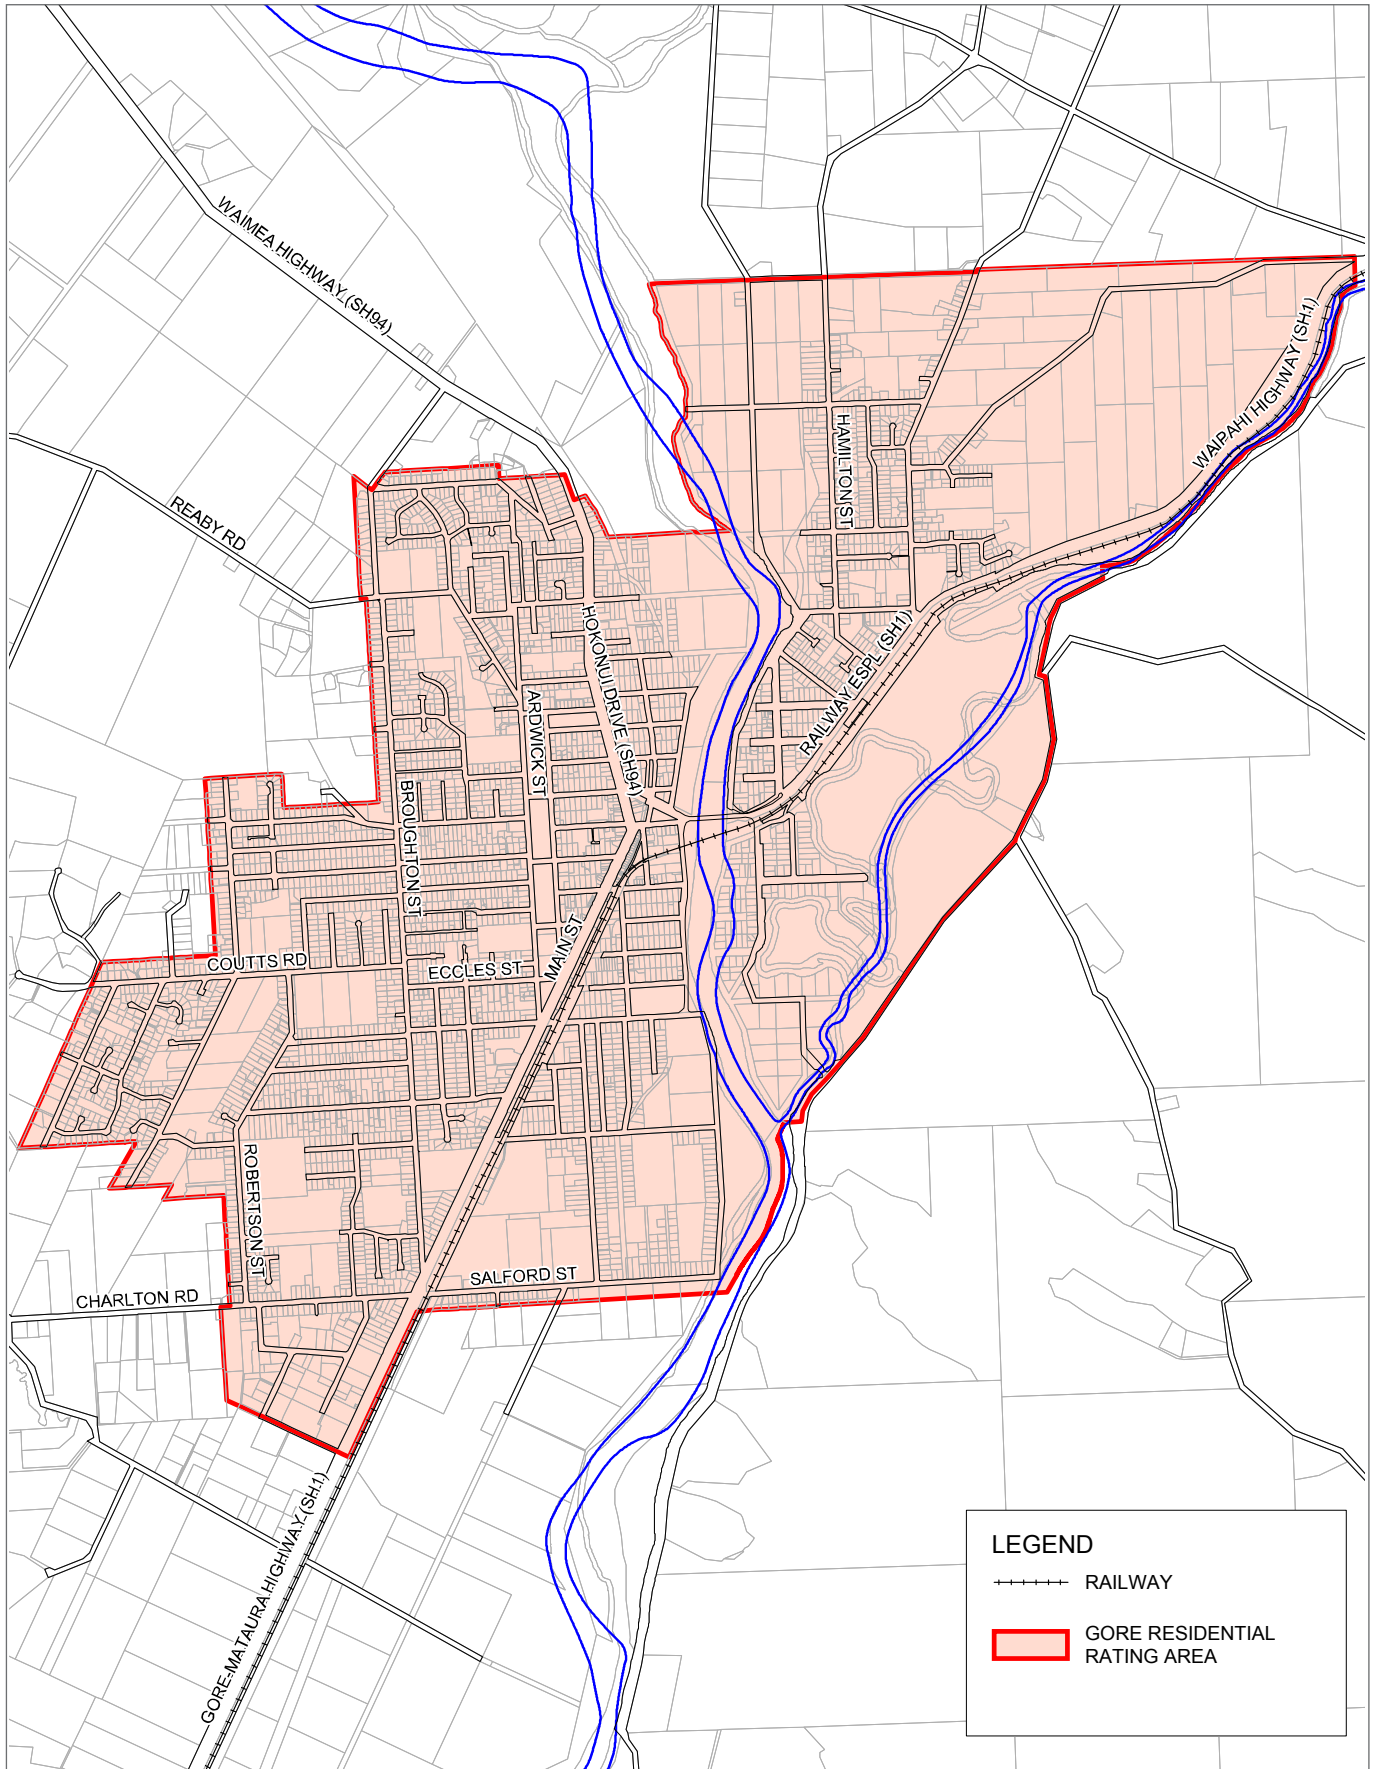 WAIMEA HIGHWAY (SH94)
WAIPAHI HIGHWAY (SH1)
HAMILTON ST
REABY RD
HOKONUI DRIVE (SH94)
RAILWAY ESPL (SH1)
ARDWICK ST
BROUGHTON ST
MAIN ST
COUTTS RD
ECCLES ST
ROBERTSON ST
SALFORD ST
CHARLTON RD
GORE-MATAURA HIGHWAY (SH1)
LEGEND
RAILWAY
GORE RESIDENTIAL
RATING AREA